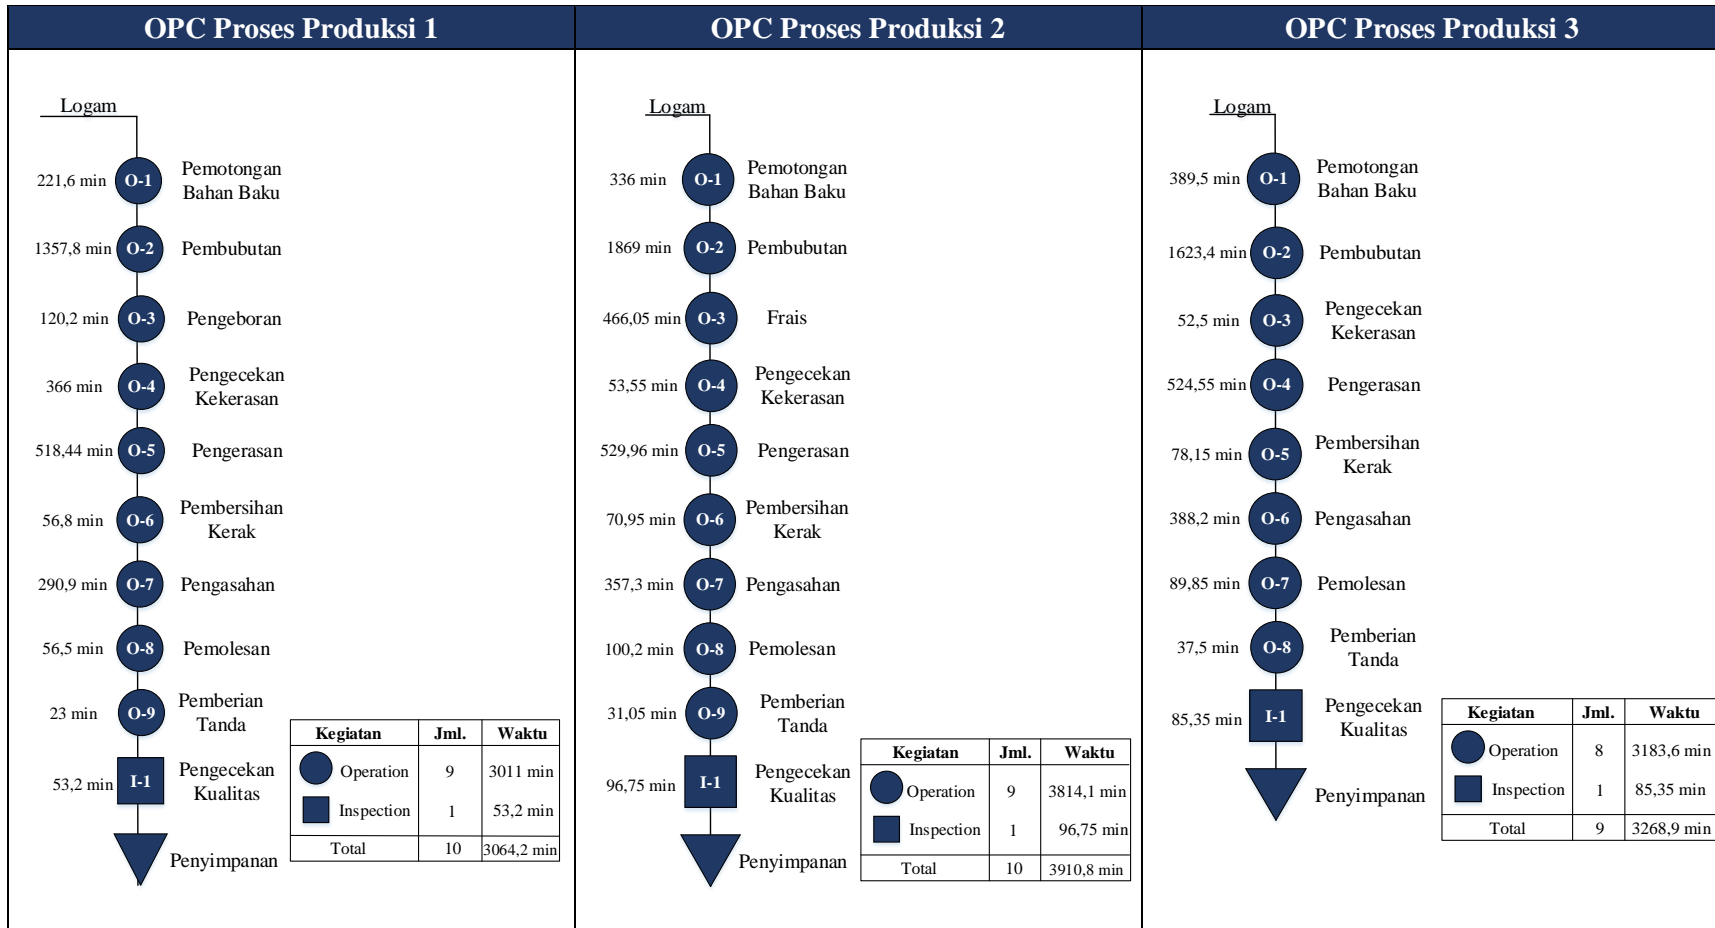 OPC Proses Produksi 1
Logam
221,6 min
O-1
Pemotongan
Bahan Baku
1357,8 min
O-2
Pembubutan
120,2 min
O-3
Pengeboran
366 min
O-4
Pengecekan
Kekerasan
518,44 min
O-5
Pengerasan
56,8 min
O-6
Pembersihan
Kerak
290,9 min
O-7
Pengasahan
56,5 min
O-8
Pemolesan
23 min
O-9
Pemberian
Tanda
53,2 min
I-1
Pengecekan
Kualitas
Penyimpanan
Kegiatan Jml. Waktu
Operation 9 3011 min
Inspection 1 53,2 min
Total 10 3064,2 min
OPC Proses Produksi 2
Logam
336 min
O-1
Pemotongan
Bahan Baku
1869 min
O-2
Pembubutan
466,05 min
O-3
Frais
53,55 min
O-4
Pengecekan
Kekerasan
529,96 min
O-5
Pengerasan
70,95 min
O-6
Pembersihan
Kerak
357,3 min
O-7
Pengasahan
100,2 min
O-8
Pemolesan
31,05 min
O-9
Pemberian
Tanda
96,75 min
I-1
Pengecekan
Kualitas
Penyimpanan
Kegiatan Jml. Waktu
Operation 9 3814,1 min
Inspection 1 96,75 min
Total 10 3910,8 min
OPC Proses Produksi 3
Logam
389,5 min
O-1
Pemotongan
Bahan Baku
1623,4 min
O-2
Pembubutan
52,5 min
O-3
Pengecekan
Kekerasan
524,55 min
O-4
Pengerasan
78,15 min
O-5
Pembersihan
Kerak
388,2 min
O-6
Pengasahan
89,85 min
O-7
Pemolesan
37,5 min
O-8
Pemberian
Tanda
85,35 min
I-1
Pengecekan
Kualitas
Penyimpanan
Kegiatan Jml. Waktu
Operation 8 3183,6 min
Inspection 1 85,35 min
Total 9 3268,9 min